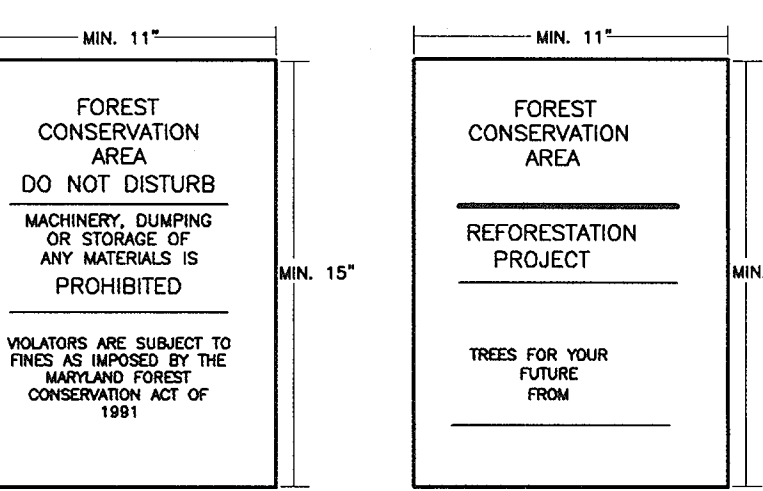 MIN. 11"
FOREST
CONSERVATION
AREA
DO NOT DISTURB
MACHINERY, DUMPING
OR STORAGE OF
ANY MATERIALS IS
PROHIBITED
VIOLATORS ARE SUBJECT TO
FINES AS IMPOSED BY THE
MARYLAND FOREST
CONSERVATION ACT OF
1991
MIN. 15"
MIN. 11"
FOREST
CONSERVATION
AREA
REFORESTATION
PROJECT
TREES FOR YOUR
FUTURE
FROM
MIN.